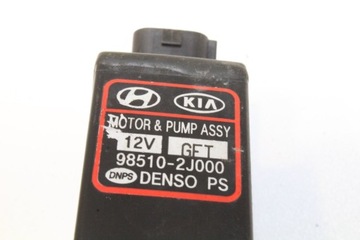 KIA
MOTOR & PUMP ASSY
12V GFT
98510-2J000
DNPS DENSO PS